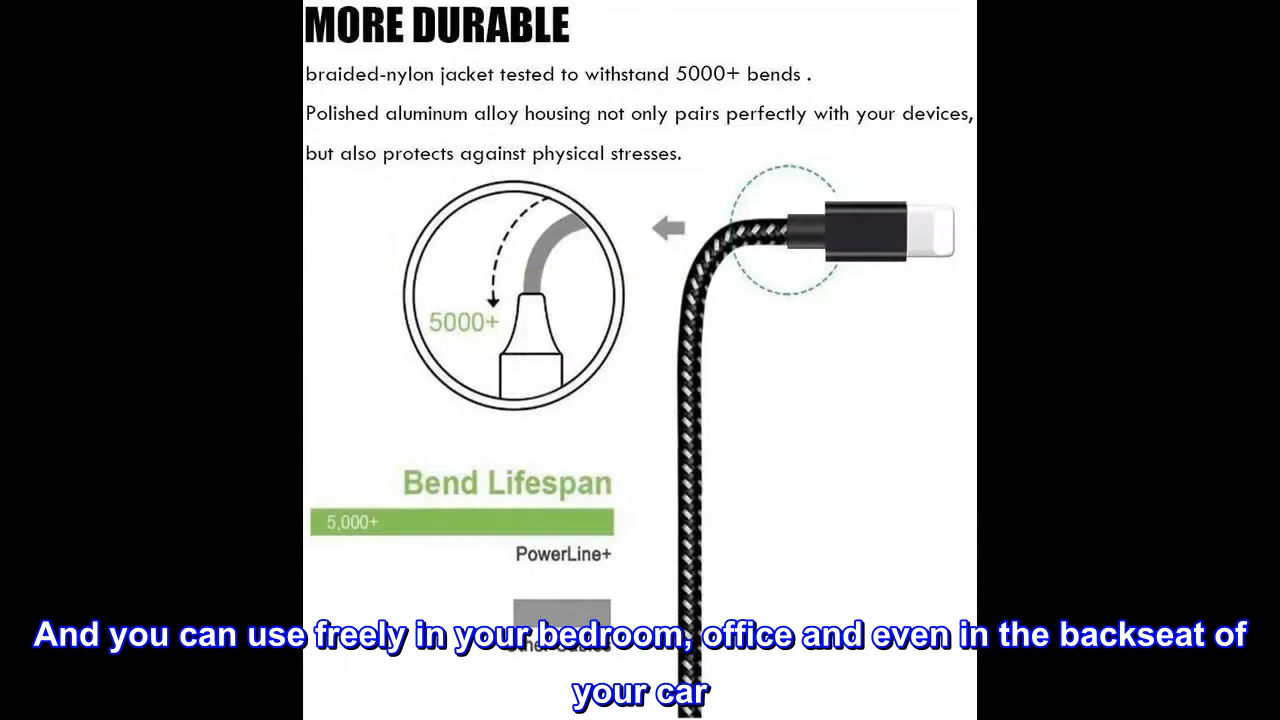 MORE DURABLE
braided-nylon jacket tested to withstand 5000+ bends .
Polished aluminum alloy housing not only pairs perfectly with your devices,
but also protects against physical stresses.
5000+
Bend Lifespan
5,000+
PowerLine+
Other Cables
And you can use freely in your bedroom, office and even in the backseat of
your car